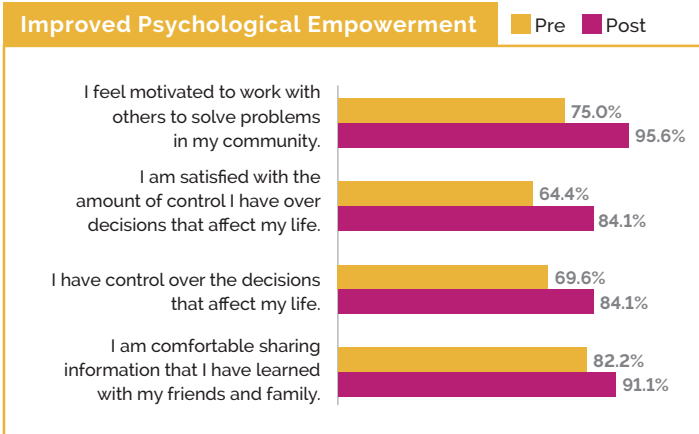 Improved Psychological Empowerment
Pre
Post
I feel motivated to work with
others to solve problems
in my community.
75.0%
95.6%
I am satisfied with the
amount of control I have over
decisions that affect my life.
64.4%
84.1%
I have control over the decisions
that affect my life.
69.6%
84.1%
I am comfortable sharing
information that I have learned
with my friends and family.
82.2%
91.1%